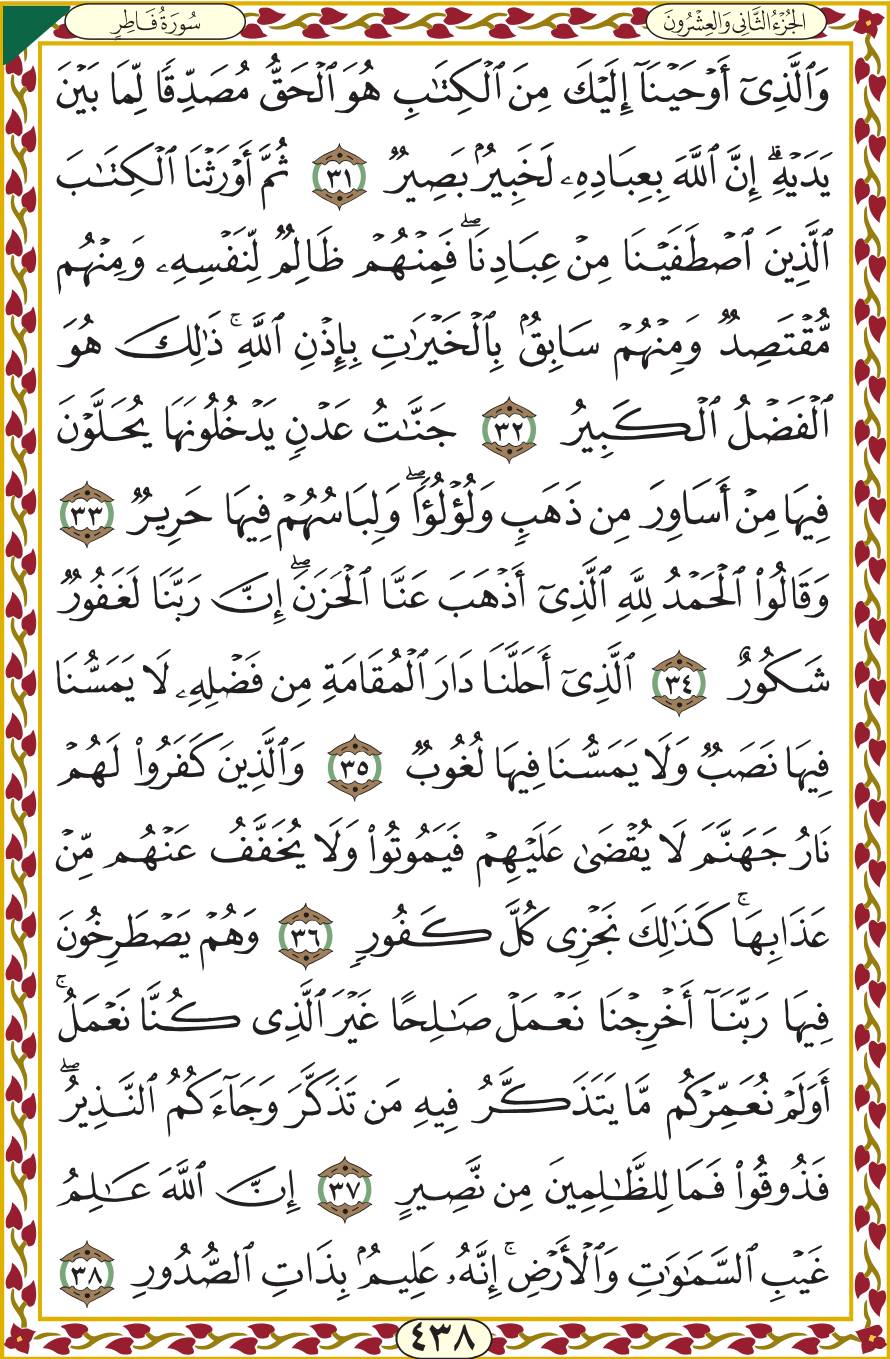 الجُزْءُ الثَّانِي وَالعِشْرُونَ
سُورَةُ فَاطِرٍ
وَٱلَّذِىٓ أَوۡحَيۡنَآ إِلَيۡكَ مِنَ ٱلۡكِتَٰبِ هُوَ ٱلۡحَقُّ مُصَدِّقٗا لِّمَا بَيۡنَ
يَدَيۡهِۗ إِنَّ ٱللَّهَ بِعِبَادِهِۦ لَخَبِيرُۢ بَصِيرٞ ٣١ ثُمَّ أَوۡرَثۡنَا ٱلۡكِتَٰبَ
ٱلَّذِينَ ٱصۡطَفَيۡنَا مِنۡ عِبَادِنَاۖ فَمِنۡهُمۡ ظَالِمٞ لِّنَفۡسِهِۦ وَمِنۡهُم
مُّقۡتَصِدٞ وَمِنۡهُمۡ سَابِقُۢ بِٱلۡخَيۡرَٰتِ بِإِذۡنِ ٱللَّهِۚ ذَٰلِكَ هُوَ
ٱلۡفَضۡلُ ٱلۡكَبِيرُ ٣٢ جَنَّٰتُ عَدۡنٖ يَدۡخُلُونَهَا يُحَلَّوۡنَ
فِيهَا مِنۡ أَسَاوِرَ مِن ذَهَبٖ وَلُؤۡلُؤٗاۖ وَلِبَاسُهُمۡ فِيهَا حَرِيرٞ ٣٣
وَقَالُواْ ٱلۡحَمۡدُ لِلَّهِ ٱلَّذِىٓ أَذۡهَبَ عَنَّا ٱلۡحَزَنَۖ إِنَّ رَبَّنَا لَغَفُورٞ
شَكُورٌ ٣٤ ٱلَّذِىٓ أَحَلَّنَا دَارَ ٱلۡمُقَامَةِ مِن فَضۡلِهِۦ لَا يَمَسُّنَا
فِيهَا نَصَبٞ وَلَا يَمَسُّنَا فِيهَا لُغُوبٞ ٣٥ وَٱلَّذِينَ كَفَرُواْ لَهُمۡ
نَارُ جَهَنَّمَ لَا يُقۡضَىٰ عَلَيۡهِمۡ فَيَمُوتُواْ وَلَا يُخَفَّفُ عَنۡهُم مِّنۡ
عَذَابِهَاۚ كَذَٰلِكَ نَجۡزِى كُلَّ كَفُورٖ ٣٦ وَهُمۡ يَصۡطَرِخُونَ
فِيهَا رَبَّنَآ أَخۡرِجۡنَا نَعۡمَلۡ صَٰلِحًا غَيۡرَ ٱلَّذِى كُنَّا نَعۡمَلُۚ
أَوَلَمۡ نُعَمِّرۡكُم مَّا يَتَذَكَّرُ فِيهِ مَن تَذَكَّرَ وَجَآءَكُمُ ٱلنَّذِيرُۖ
فَذُوقُواْ فَمَا لِلظَّٰلِمِينَ مِن نَّصِيرٍ ٣٧ إِنَّ ٱللَّهَ عَٰلِمُ
غَيۡبِ ٱلسَّمَٰوَٰتِ وَٱلۡأَرۡضِۚ إِنَّهُۥ عَلِيمُۢ بِذَاتِ ٱلصُّدُورِ ٣٨
٤٣٨